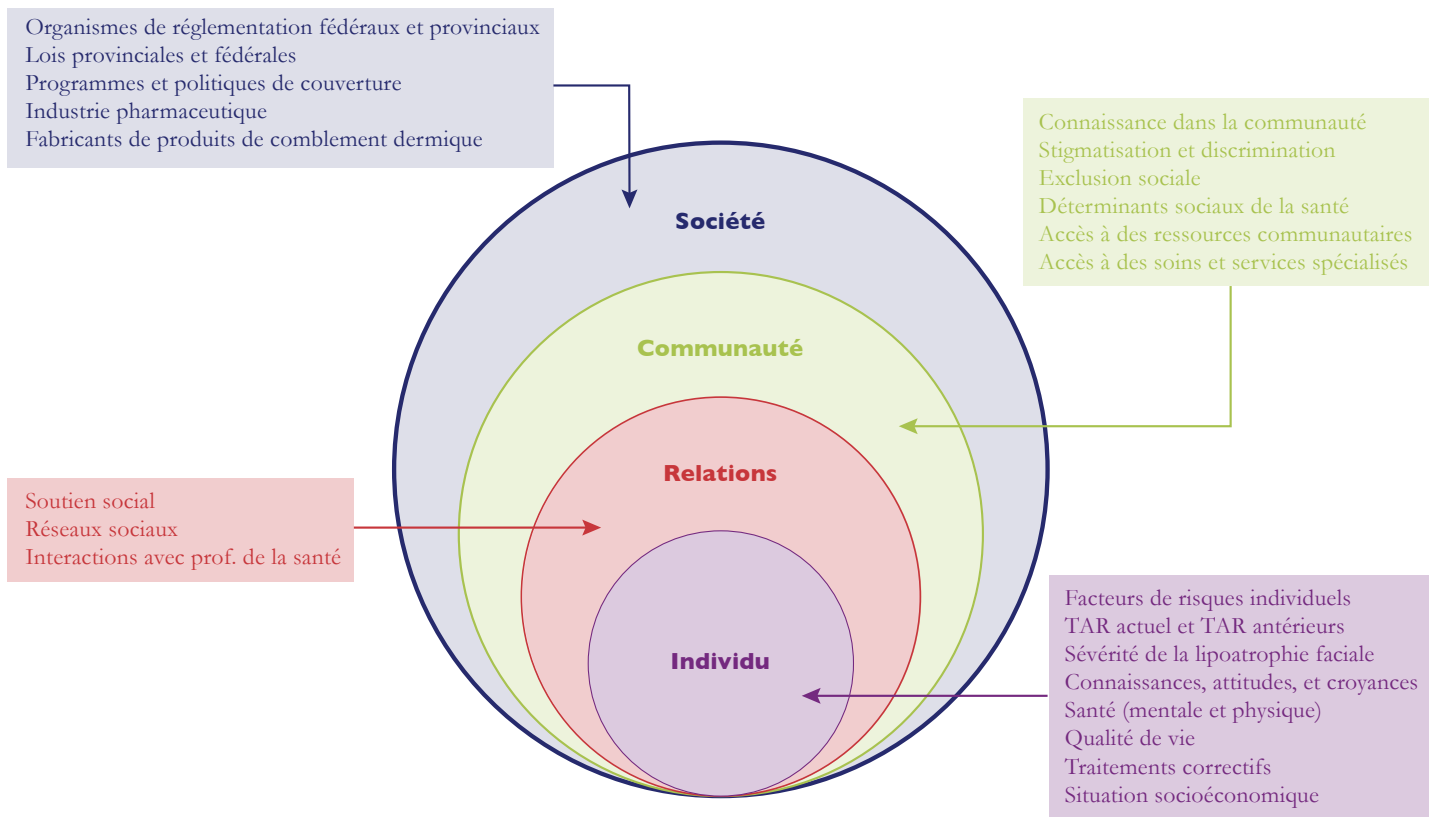 Organismes de réglementation fédéraux et provinciaux
Lois provinciales et fédérales
Programmes et politiques de couverture
Industrie pharmaceutique
Fabricants de produits de comblement dermique
Connaissance dans la communauté
Stigmatisation et discrimination
Exclusion sociale
Déterminants sociaux de la santé
Accès à des ressources communautaires
Accès à des soins et services spécialisés
Société
Communauté
Relations
Individu
Soutien social
Réseaux sociaux
Interactions avec prof. de la santé
Facteurs de risques individuels
TAR actuel et TAR antérieurs
Sévérité de la lipoatrophie faciale
Connaissances, attitudes, et croyances
Santé (mentale et physique)
Qualité de vie
Traitements correctifs
Situation socioéconomique